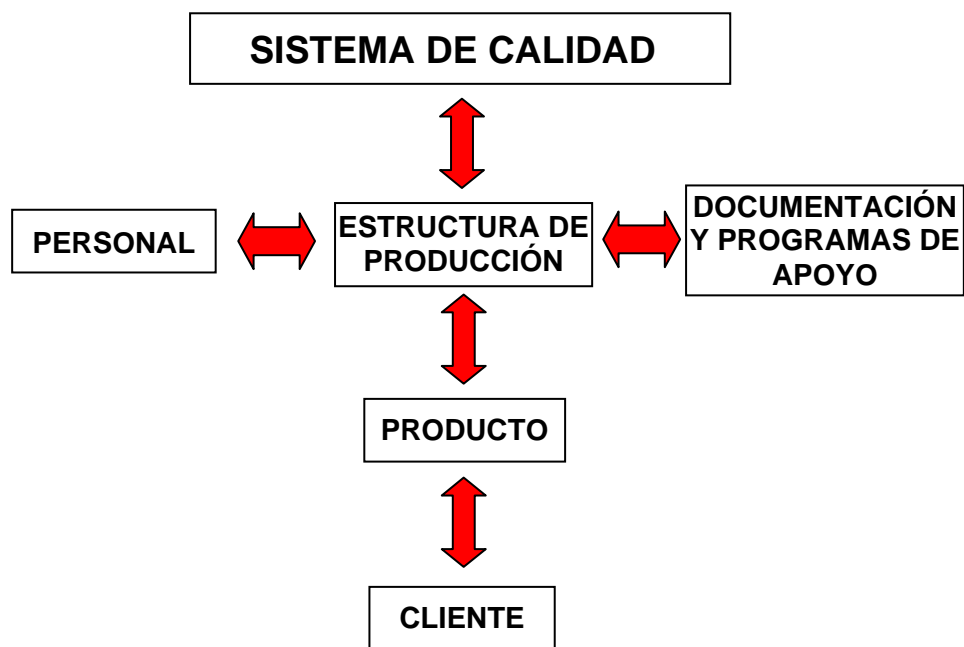 SISTEMA DE CALIDAD
PERSONAL
ESTRUCTURA DE
PRODUCCIÓN
DOCUMENTACIÓN
Y PROGRAMAS DE
APOYO
PRODUCTO
CLIENTE